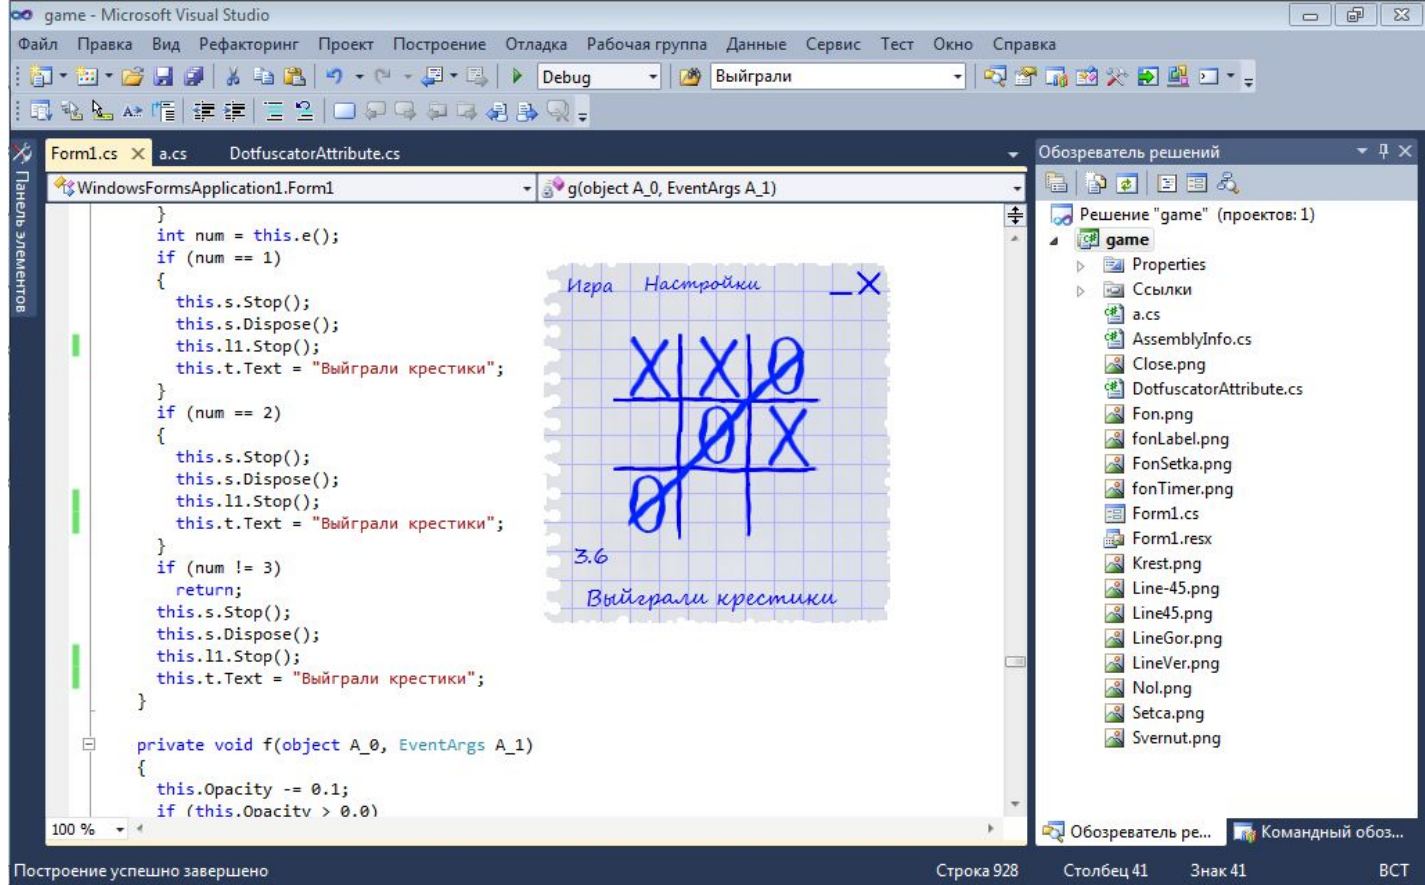 game - Microsoft Visual Studio
Файл Правка Вид Рефакторинг Проект Построение Отладка Рабочая группа Данные Сервис Тест Окно Справка
Debug Выйграли
Form1.cs a.cs DotfuscatorAttribute.cs
Обозреватель решений
Панель элементов
WindowsFormsApplication1.Form1 g(object A_0, EventArgs A_1)
}
int num = this.e();
if (num == 1)
{
this.s.Stop();
this.s.Dispose();
this.l1.Stop();
this.t.Text = "Выйграли крестики";
}
if (num == 2)
{
this.s.Stop();
this.s.Dispose();
this.l1.Stop();
this.t.Text = "Выйграли крестики";
}
if (num != 3)
return;
this.s.Stop();
this.s.Dispose();
this.l1.Stop();
this.t.Text = "Выйграли крестики";
}
private void f(object A_0, EventArgs A_1)
{
this.Opacity -= 0.1;
if (this.Opacity > 0.0)
100 %
Игра Настройки _ X
X X 0
0 X
0
3.6
Выйграли крестики
Решение "game" (проектов: 1)
game
Properties
Ссылки
a.cs
AssemblyInfo.cs
Close.png
DotfuscatorAttribute.cs
Fon.png
fonLabel.png
FonSetka.png
fonTimer.png
Form1.cs
Form1.resx
Krest.png
Line-45.png
Line45.png
LineGor.png
LineVer.png
Nol.png
Setca.png
Svernut.png
Обозреватель ре... Командный обоз...
Построение успешно завершено Строка 928 Столбец 41 Знак 41 ВСТ